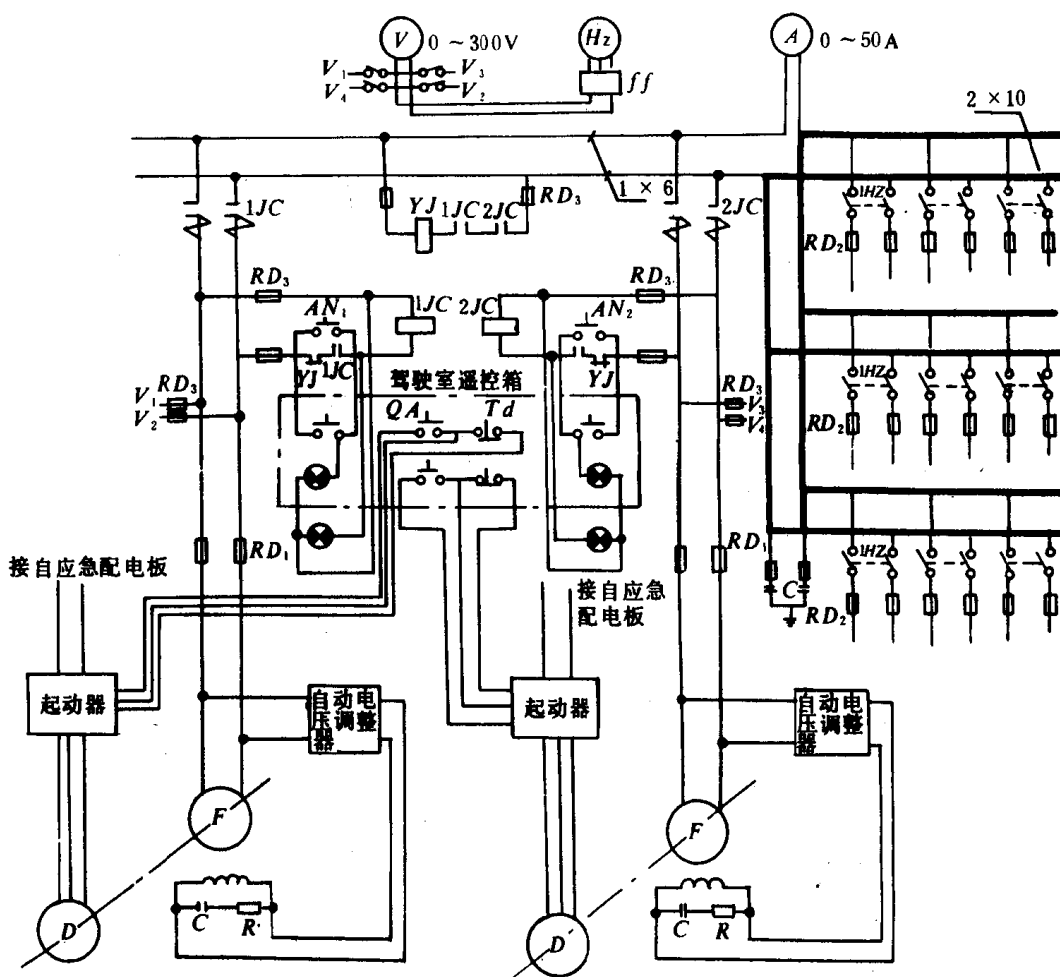 V 0～300V
Hz
A 0～50A
V₁
V₃
V₄
V₂
ff
2×10
1×6
RD₃
YJ 1JC 2JC
1JC
2JC
1HZ
RD₂
RD₃
RD₃
AN₁
1JC
2JC
AN₂
YJ 1JC
YJ
驾驶室遥控箱
RD₃
V₁
V₂
QA
Td
RD₃
V₃
V₄
1HZ
RD₂
RD₁
RD₁
1HZ
C
RD₂
接自应急配电板
接自应急
配电板
起动器
自动电
压调整
器
起动器
自动电
压调整
器
F
F
D
C
R
D
C
R